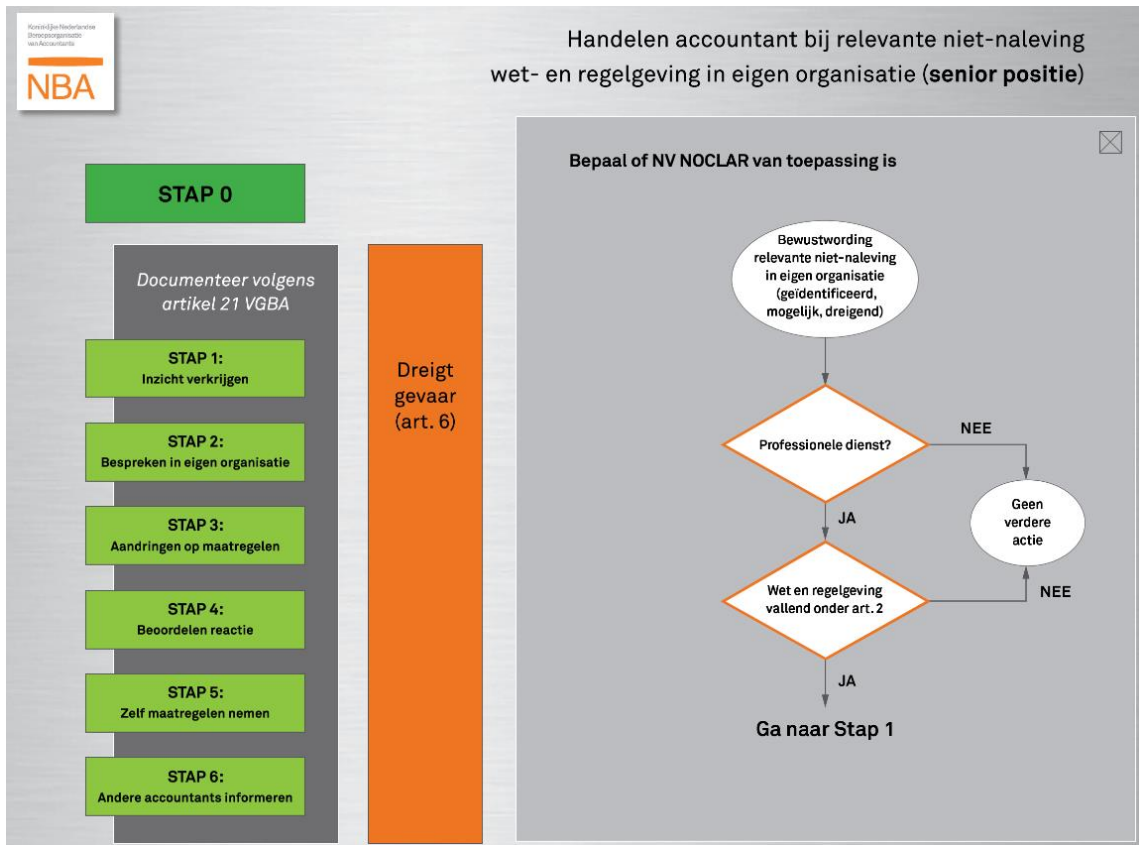 Koninklijke Nederlandse
Beroepsorganisatie
van Accountants
NBA
Handelen accountant bij relevante niet-naleving
wet- en regelgeving in eigen organisatie (senior positie)
STAP 0
Documenteer volgens
artikel 21 VGBA
STAP 1:
Inzicht verkrijgen
STAP 2:
Bespreken in eigen organisatie
STAP 3:
Aandringen op maatregelen
STAP 4:
Beoordelen reactie
STAP 5:
Zelf maatregelen nemen
STAP 6:
Andere accountants informeren
Dreigt
gevaar
(art. 6)
Bepaal of NV NOCLAR van toepassing is
Bewustwording
relevante niet-naleving
in eigen organisatie
(geïdentificeerd,
mogelijk, dreigend)
Professionele dienst?
NEE
Geen
verdere
actie
JA
Wet en regelgeving
vallend onder art. 2
NEE
JA
Ga naar Stap 1